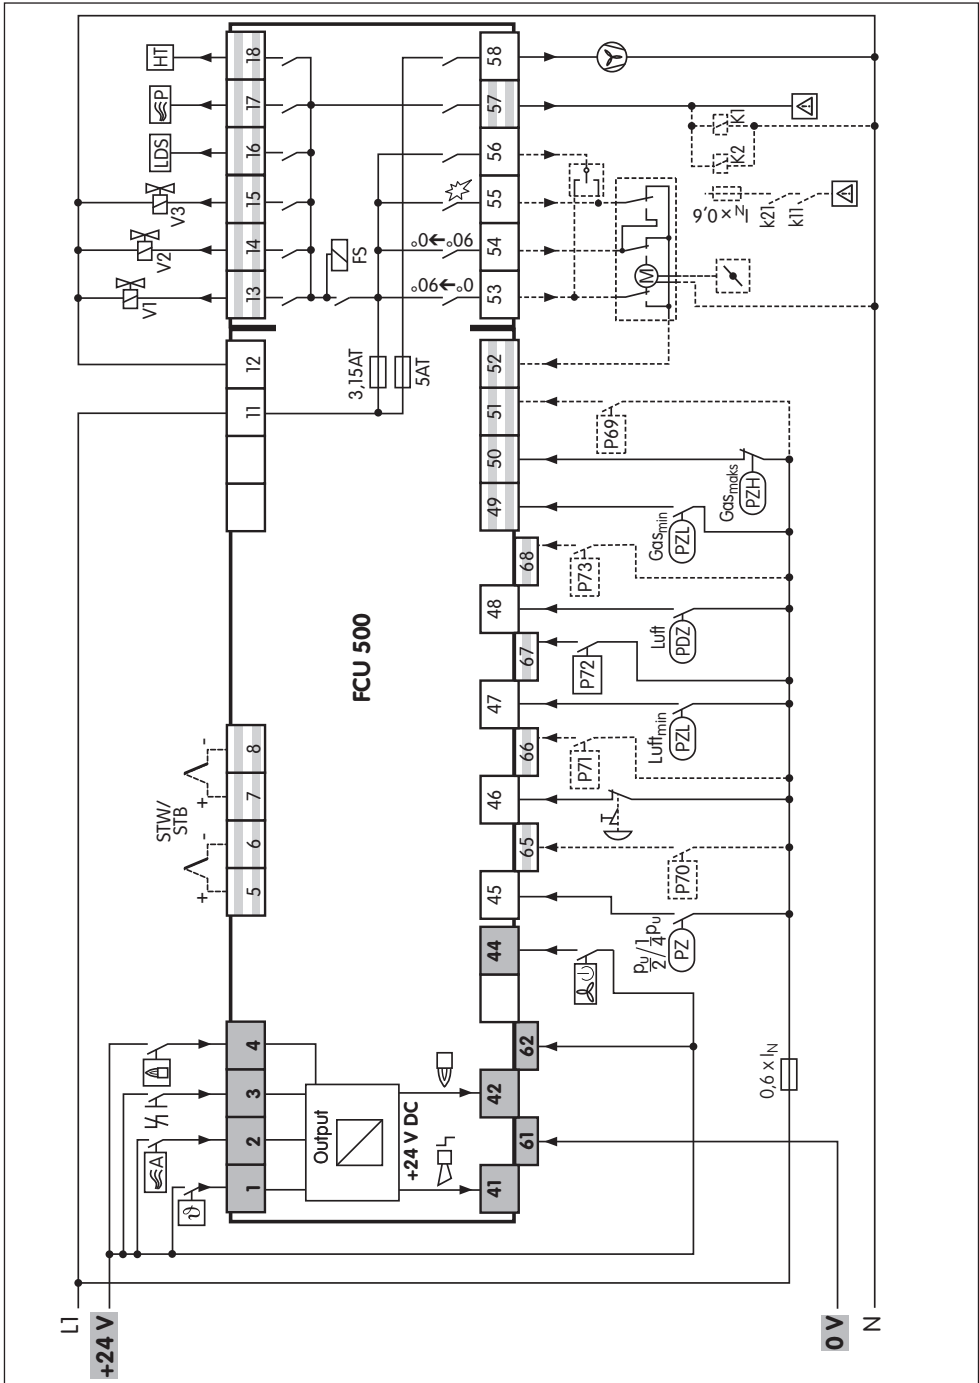 L1
+24 V
0 V
N
FCU 500
HT
P
LDS
V3
V2
V1
18
17
16
15
14
13
12
11
8
7
6
5
4
3
2
1
STW/
STB
+
-
+
-
A
ϑ
Output
+24 V DC
FS
90°→0°
0°→90°
3,15AT
5AT
58
57
56
55
54
53
52
51
50
49
68
48
67
47
66
46
65
45
44
62
42
61
41
K1
K2
IN x 0,6
k21
k11
M
P69
Gasmaks
PZH
Gasmin
PZL
P73
Luft
PDZ
P72
Luftmin
PZL
P71
P70
pu/2 / 1/4pu
PZ
0,6 x IN